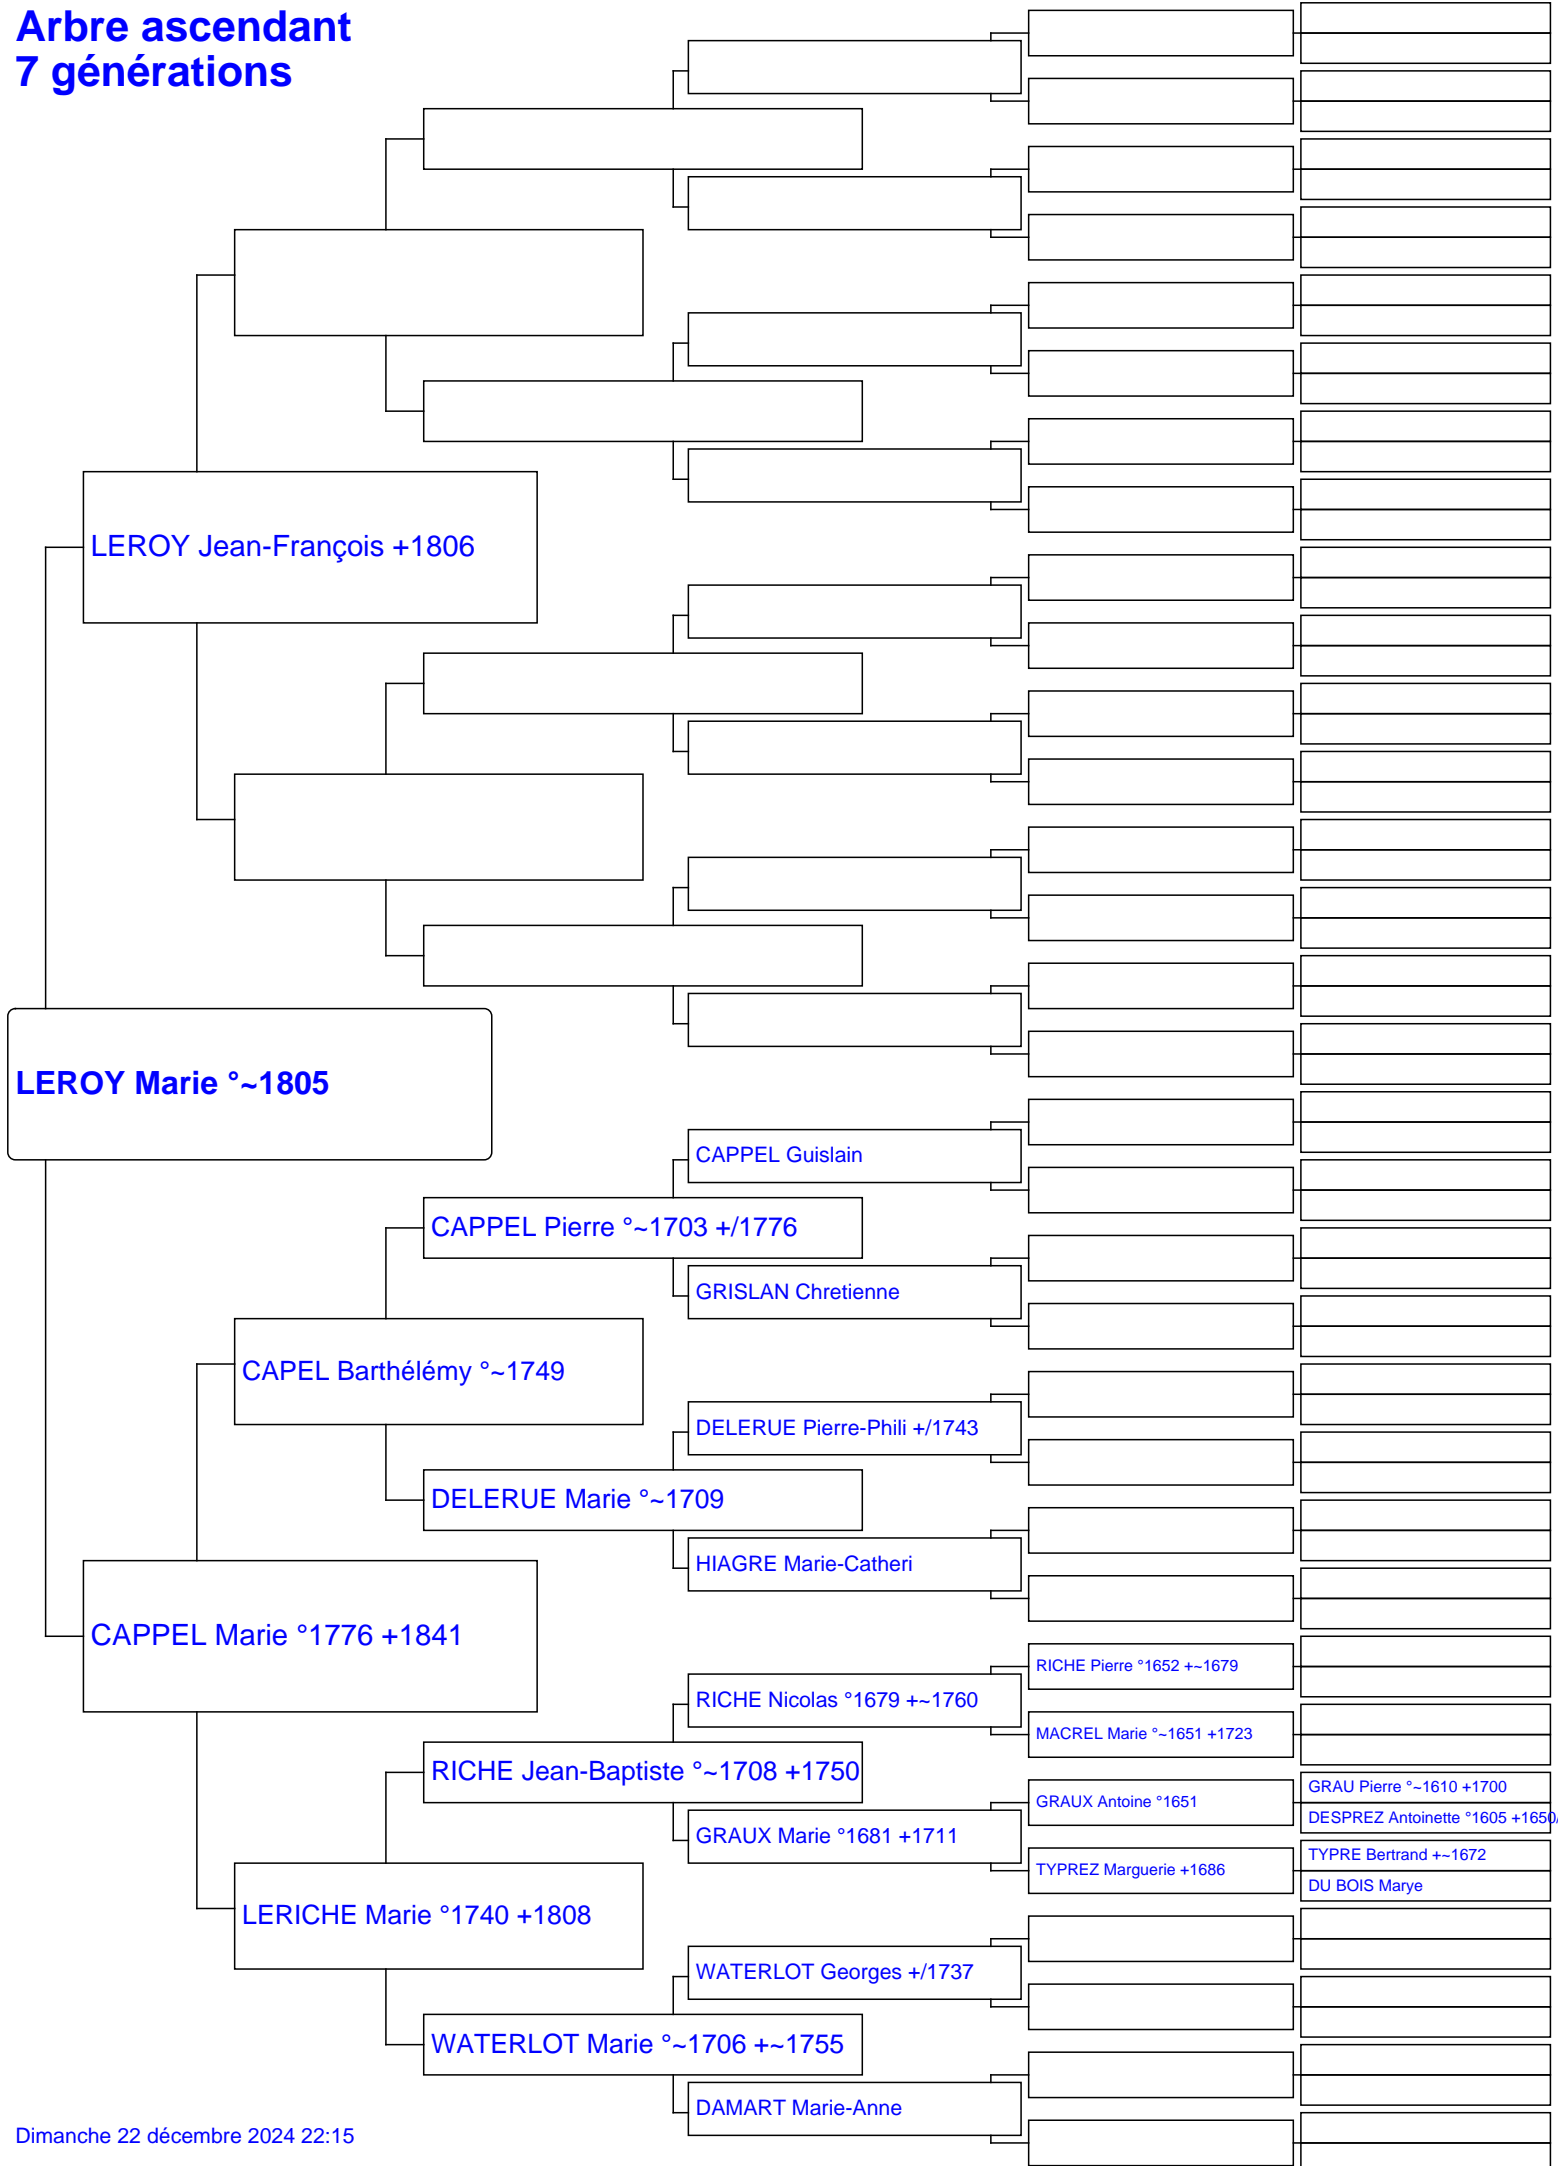 Arbre ascendant
7 générations
LEROY Jean-François +1806
LEROY Marie °~1805
CAPPEL Guislain
CAPPEL Pierre °~1703 +/1776
GRISLAN Chretienne
CAPEL Barthélémy °~1749
DELERUE Pierre-Phili +/1743
DELERUE Marie °~1709
HIAGRE Marie-Catheri
CAPPEL Marie °1776 +1841
RICHE Pierre °1652 +~1679
RICHE Nicolas °1679 +~1760
MACREL Marie °~1651 +1723
RICHE Jean-Baptiste °~1708 +1750
GRAU Pierre °~1610 +1700
GRAUX Antoine °1651
DESPREZ Antoinette °1605 +1650/
GRAUX Marie °1681 +1711
TYPRE Bertrand +~1672
TYPREZ Marguerie +1686
DU BOIS Marye
LERICHE Marie °1740 +1808
WATERLOT Georges +/1737
WATERLOT Marie °~1706 +~1755
DAMART Marie-Anne
Dimanche 22 décembre 2024 22:15